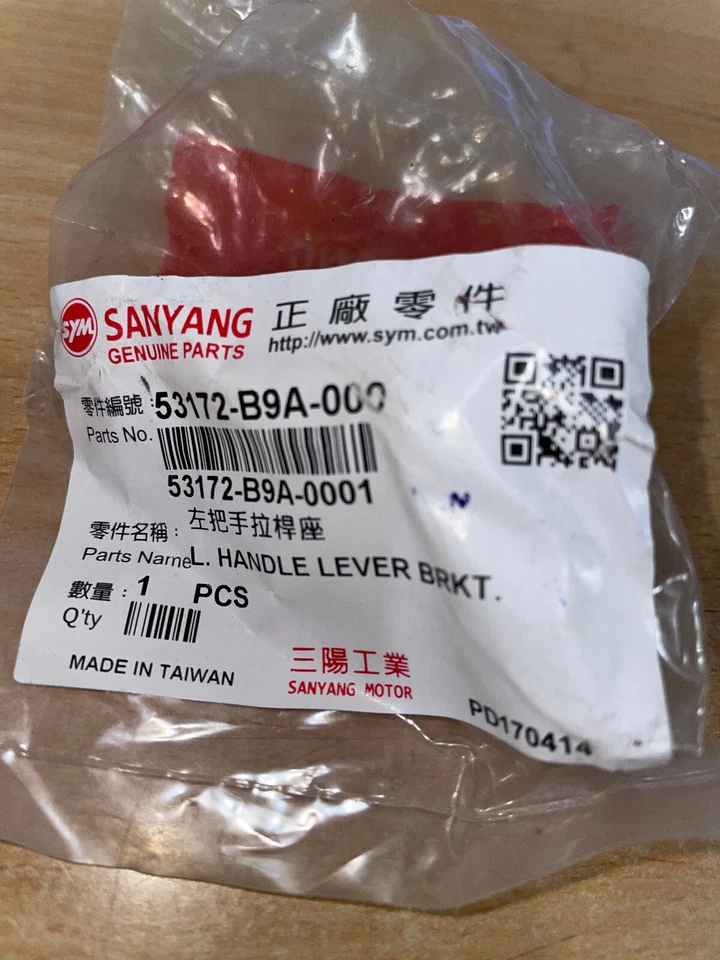 SYM SANYANG 正廠零件
GENUINE PARTS http://www.sym.com.tw
零件編號 : 53172-B9A-000
Parts No.
53172-B9A-0001
零件名稱 : 左把手拉桿座
Parts Name L. HANDLE LEVER BRKT.
數量 : 1 PCS
Q'ty
MADE IN TAIWAN
三陽工業
SANYANG MOTOR
PD170414